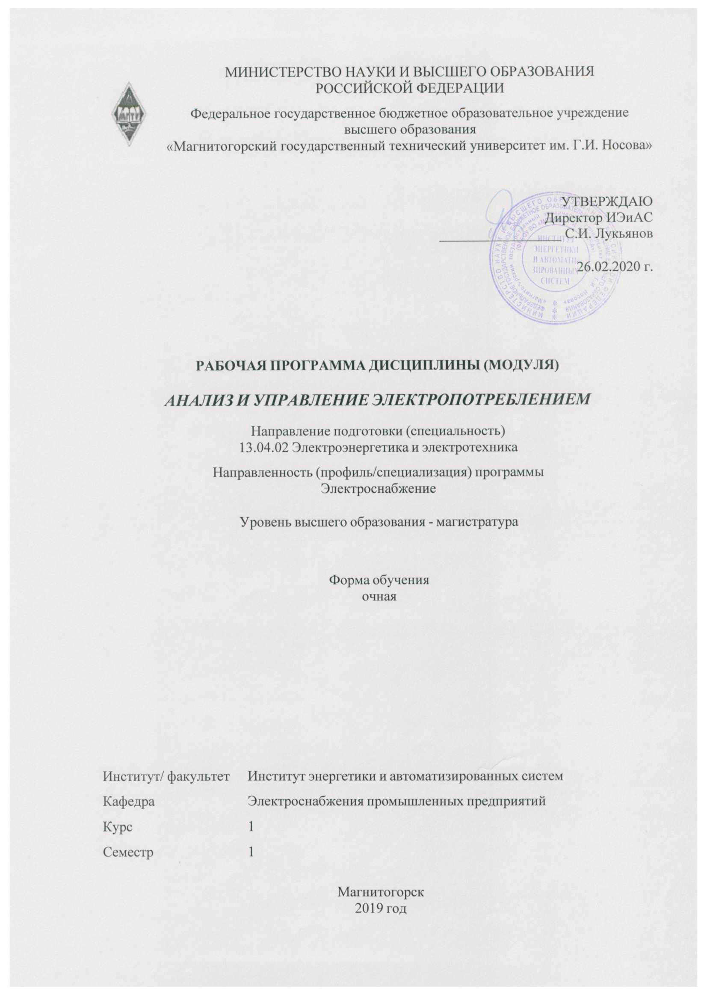 МИНИСТЕРСТВО НАУКИ И ВЫСШЕГО ОБРАЗОВАНИЯ
РОССИЙСКОЙ ФЕДЕРАЦИИ
МГТУ
Федеральное государственное бюджетное образовательное учреждение
высшего образования
«Магнитогорский государственный технический университет им. Г.И. Носова»
УТВЕРЖДАЮ
Директор ИЭиАС
С.И. Лукьянов
26.02.2020 г.
ИНСТИТУТ
ЭНЕРГЕТИКИ
И АВТОМАТИ-
ЗИРОВАННЫХ
СИСТЕМ
РАБОЧАЯ ПРОГРАММА ДИСЦИПЛИНЫ (МОДУЛЯ)
АНАЛИЗ И УПРАВЛЕНИЕ ЭЛЕКТРОПОТРЕБЛЕНИЕМ
Направление подготовки (специальность)
13.04.02 Электроэнергетика и электротехника
Направленность (профиль/специализация) программы
Электроснабжение
Уровень высшего образования - магистратура
Форма обучения
очная
Институт/ факультет Институт энергетики и автоматизированных систем
Кафедра Электроснабжения промышленных предприятий
Курс 1
Семестр 1
Магнитогорск
2019 год